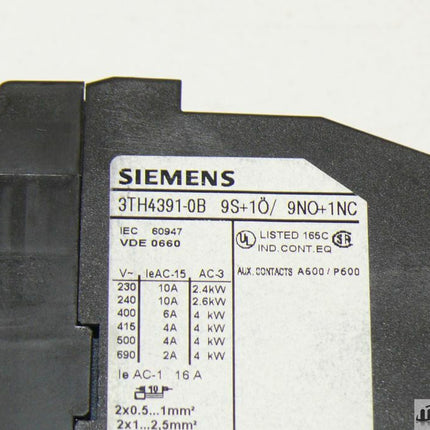 SIEMENS
3TH4391-0B 9S+1Ö/ 9NO+1NC
IEC 60947
VDE 0660
UL LISTED 165C SA
IND.CONT.EQ
AUX.CONTACTS A600/P600
V~ IeAC-15 AC-3
230 10A 2.4kW
240 10A 2.6kW
400 6A 4 kW
415 4A 4 kW
500 4A 4 kW
690 2A 4 kW
Ie AC-1 16 A
10
2x0.5...1mm²
2x1...2,5mm²